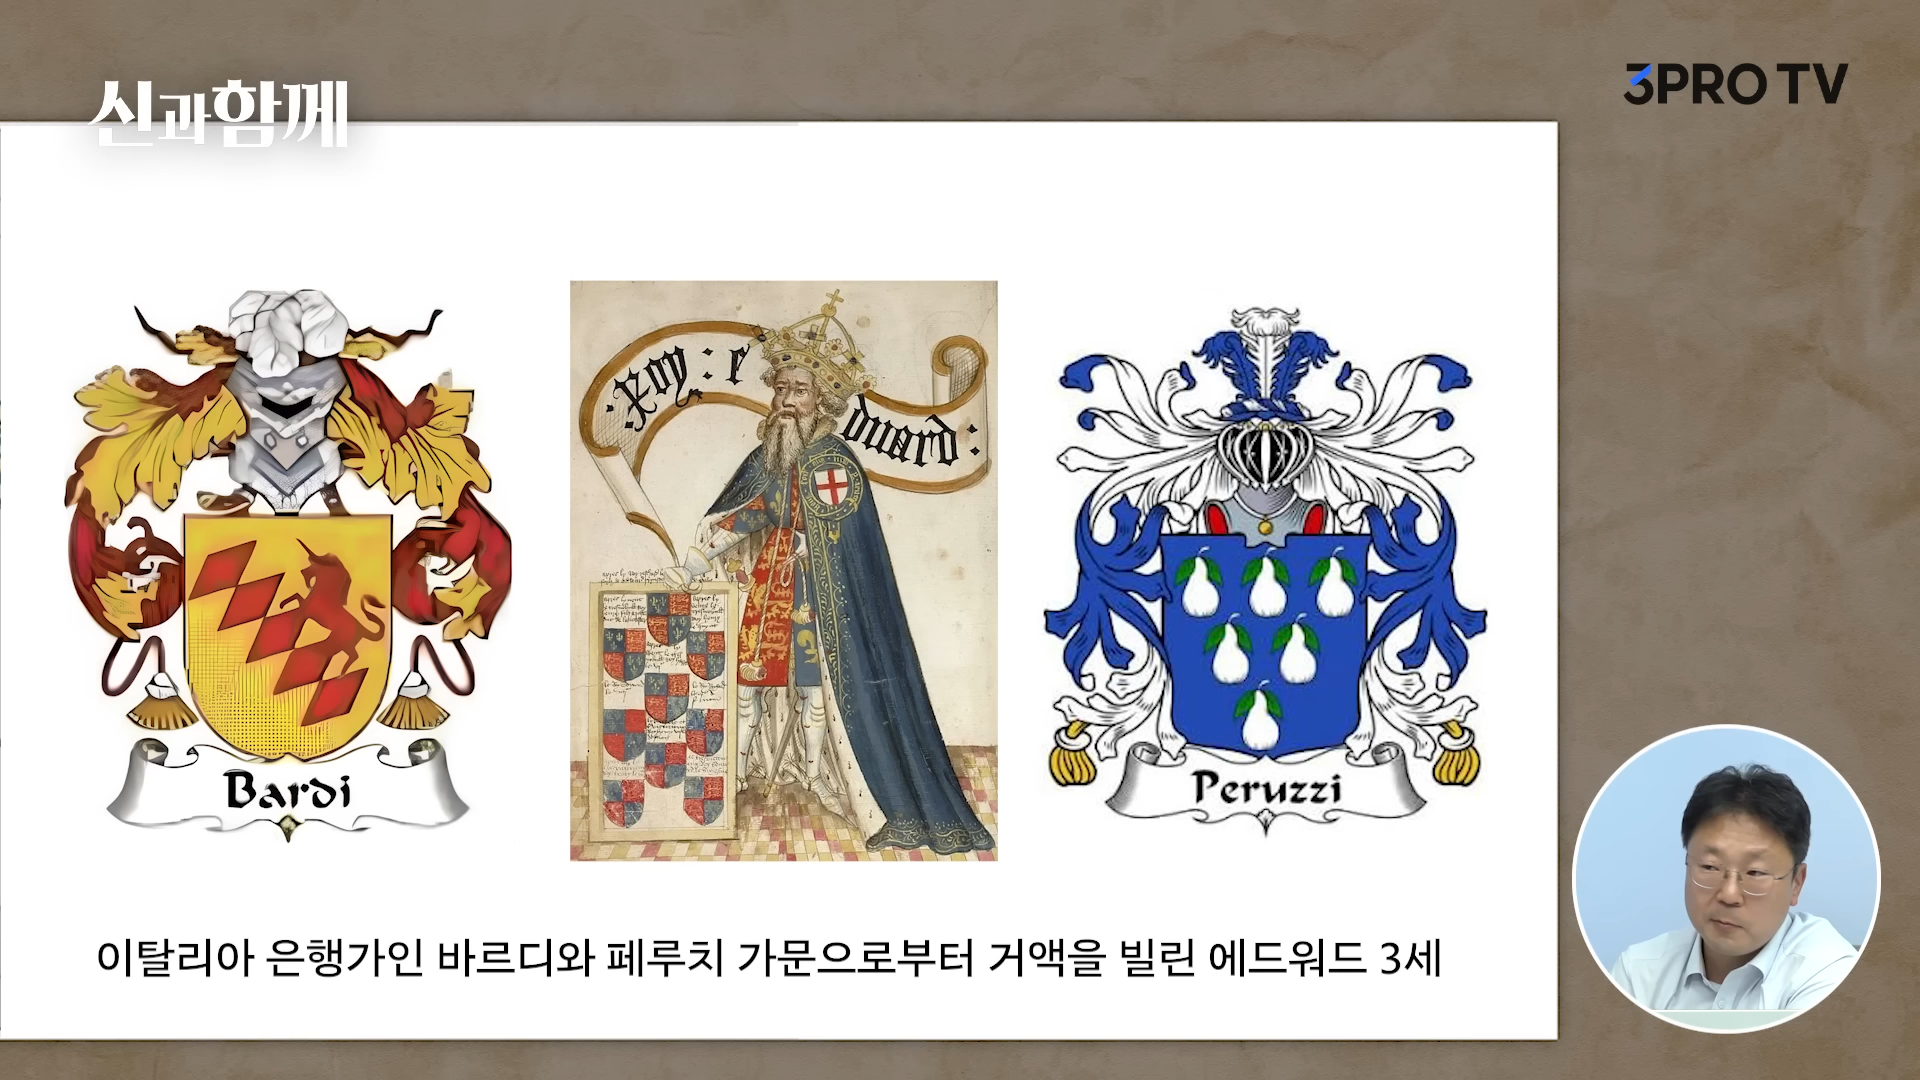 신과함께
3PRO TV
:Roy : e
duard :
Bardi
Peruzzi
이탈리아 은행가인 바르디와 페루치 가문으로부터 거액을 빌린 에드워드 3세